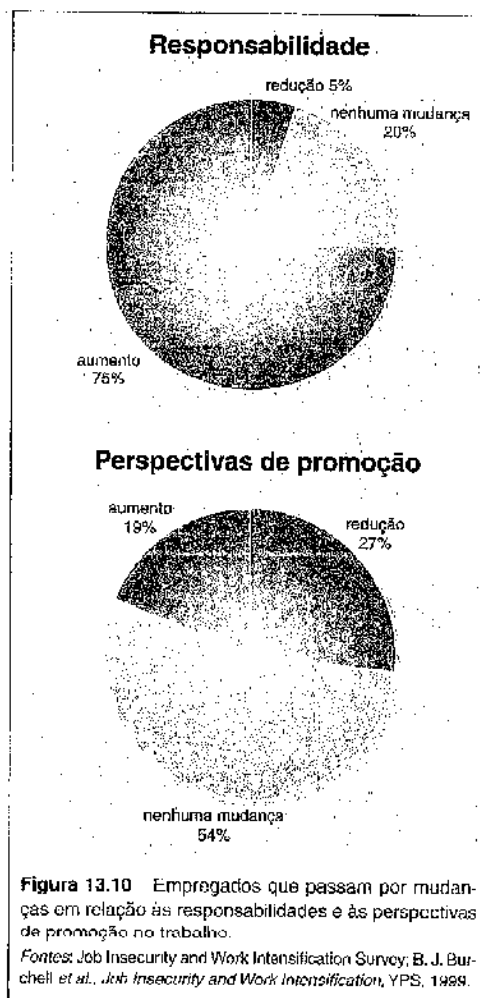 Responsabilidade
redução 5%
nenhuma mudança
20%
aumento
75%
Perspectivas de promoção
aumento
19%
redução
27%
nenhuma mudança
54%
Figura 13.10 Empregados que passam por mudan-
ças em relação às responsabilidades e às perspectivas
de promoção no trabalho.
Fontes: Job Insecurity and Work Intensification Survey; B. J. Bur-
chell et al., Job Insecurity and Work Intensification, YPS, 1999.